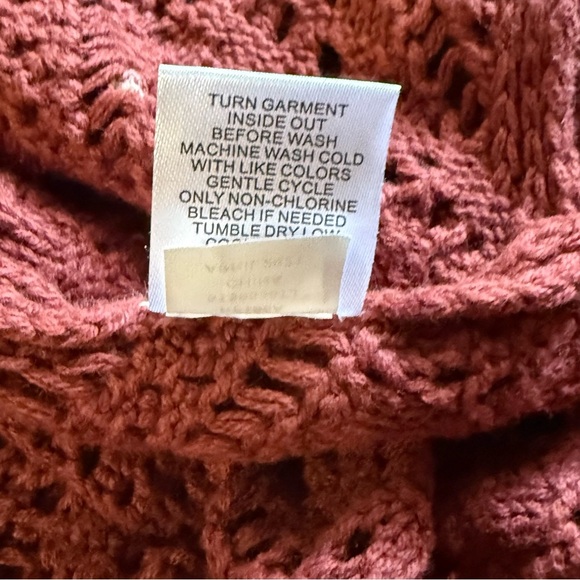 TURN GARMENT
INSIDE OUT
BEFORE WASH
MACHINE WASH COLD
WITH LIKE COLORS
GENTLE CYCLE
ONLY NON-CHLORINE
BLEACH IF NEEDED
TUMBLE DRY LOW